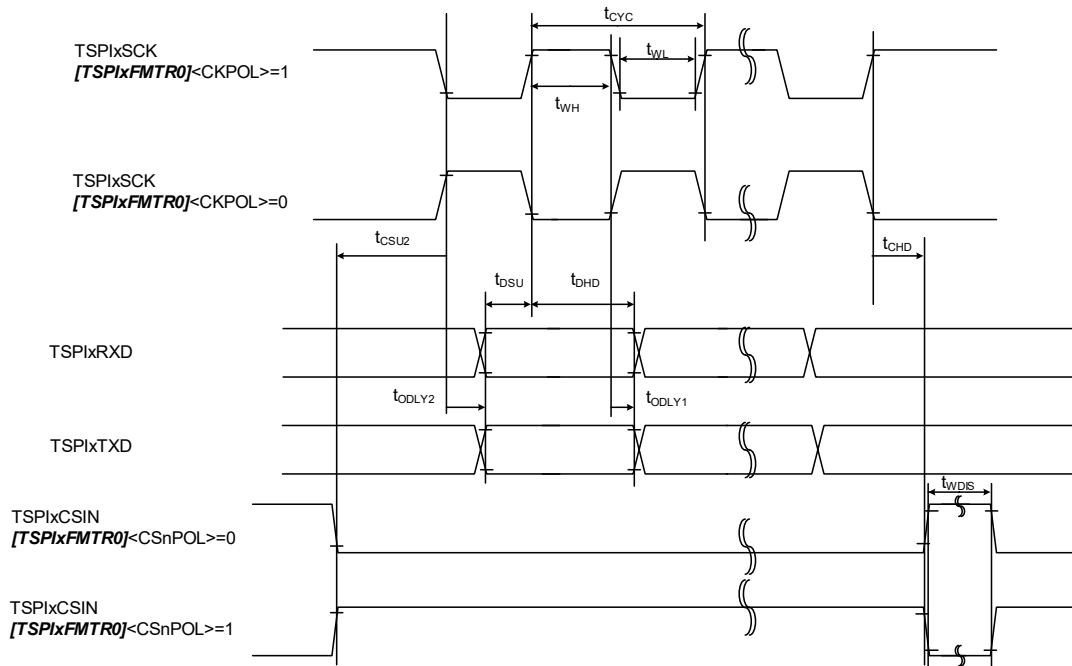 tCYC
TSPIxSCK
[TSPIxFMTR0]<CKPOL>=1
tWL
tWH
TSPIxSCK
[TSPIxFMTR0]<CKPOL>=0
tCSU2
tCHD
tDSU
tDHD
TSPIxRXD
tODLY2
tODLY1
TSPIxTXD
tWDIS
TSPIxCSIN
[TSPIxFMTR0]<CSnPOL>=0
TSPIxCSIN
[TSPIxFMTR0]<CSnPOL>=1